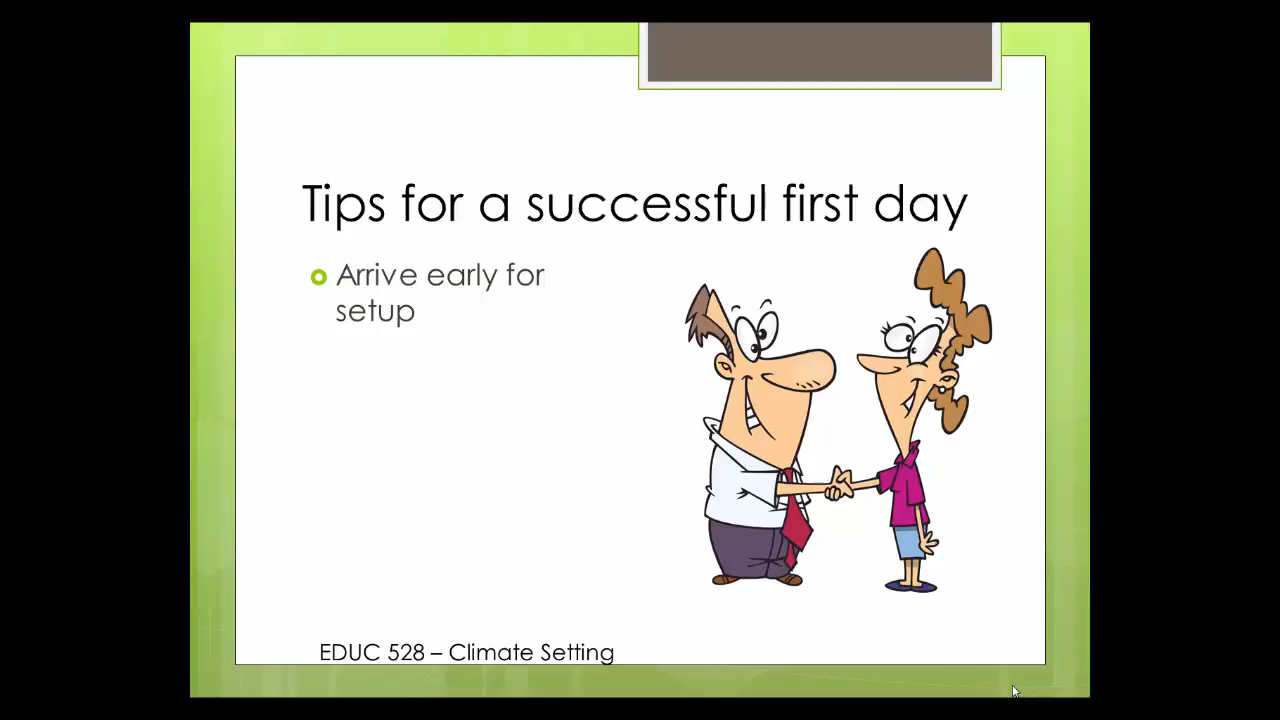 Tips for a successful first day
Arrive early for
setup
EDUC 528 – Climate Setting